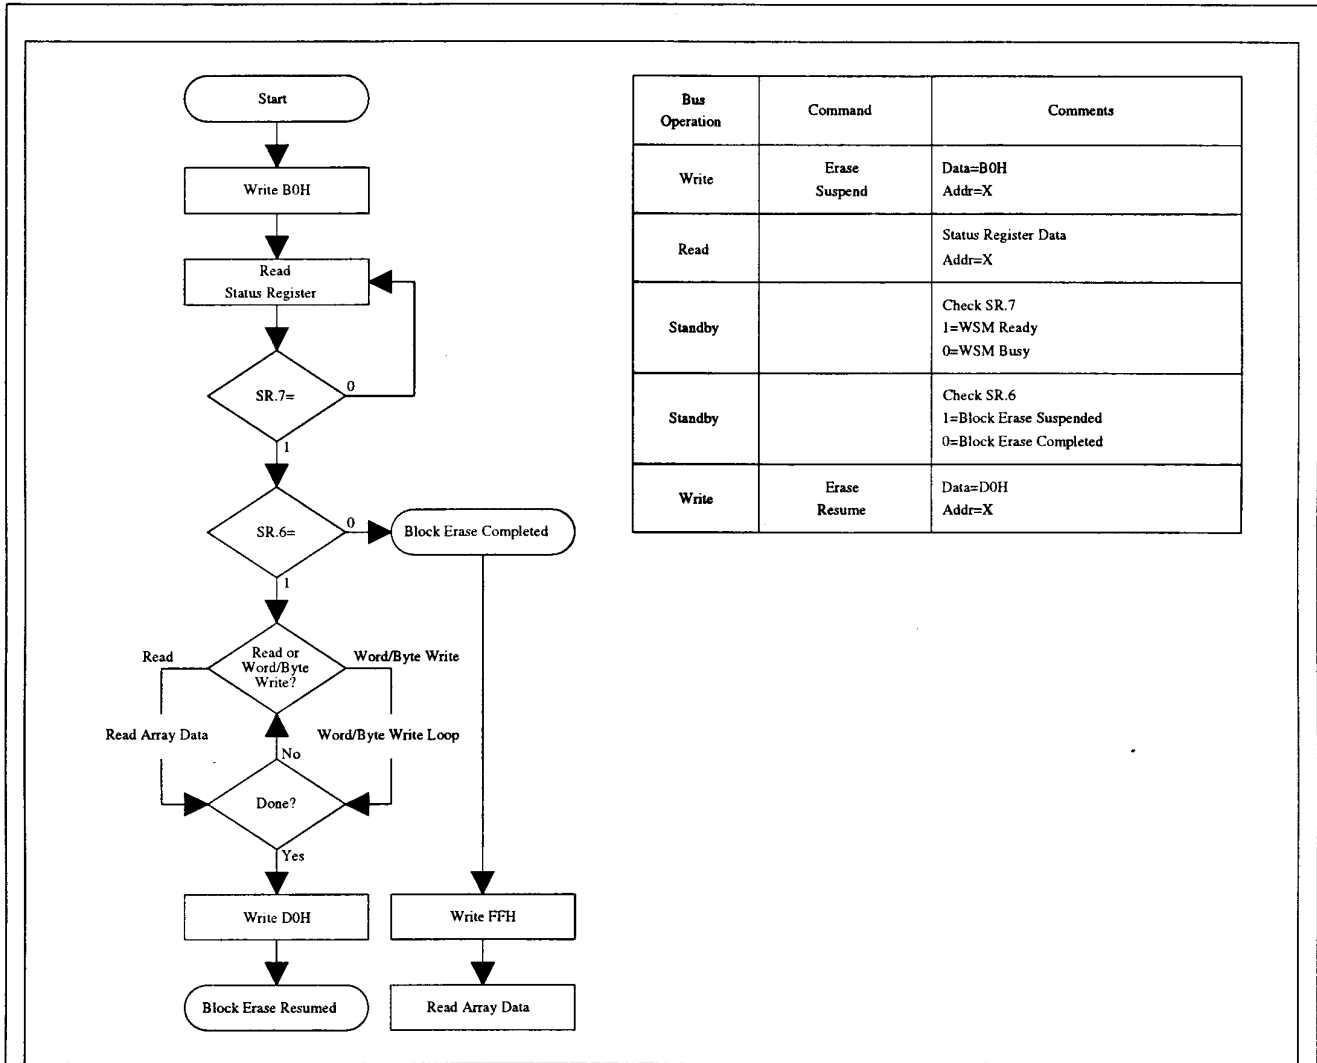 Start
Write B0H
Read
Status Register
SR.7=
0
1
SR.6=
0
Block Erase Completed
1
Read or
Word/Byte
Write?
Read
Word/Byte Write
Read Array Data
Word/Byte Write Loop
No
Done?
Yes
Write D0H
Write FFH
Block Erase Resumed
Read Array Data
Bus
Operation
Command
Comments
Write
Erase
Suspend
Data=B0H
Addr=X
Read
Status Register Data
Addr=X
Standby
Check SR.7
1=WSM Ready
0=WSM Busy
Standby
Check SR.6
1=Block Erase Suspended
0=Block Erase Completed
Write
Erase
Resume
Data=D0H
Addr=X